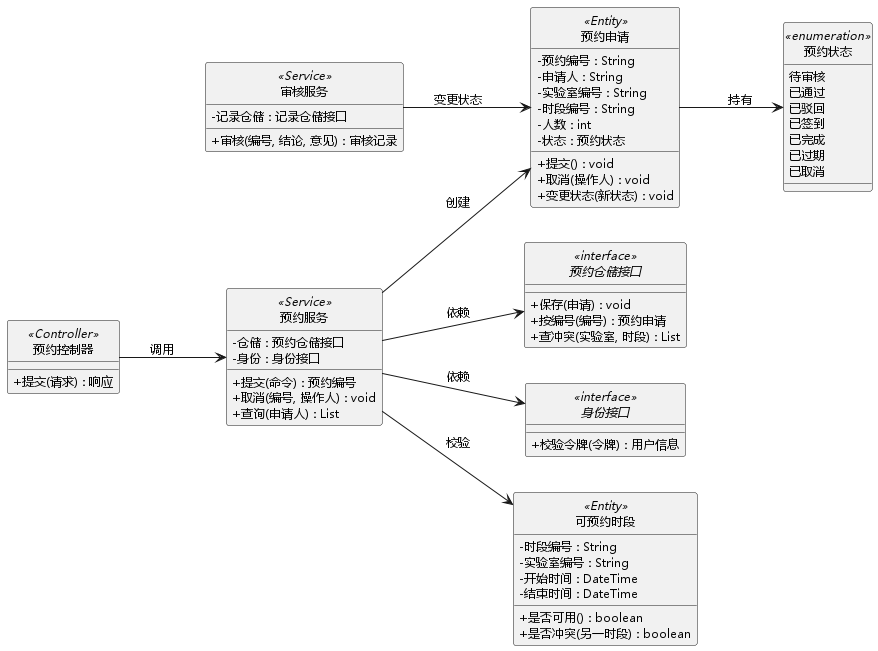 «Service»
审核服务
-记录仓储 : 记录仓储接口
+审核(编号, 结论, 意见) : 审核记录
变更状态
«Entity»
预约申请
-预约编号 : String
-申请人 : String
-实验室编号 : String
-时段编号 : String
-人数 : int
-状态 : 预约状态
+提交() : void
+取消(操作人) : void
+变更状态(新状态) : void
持有
«enumeration»
预约状态
待审核
已通过
已驳回
已签到
已完成
已过期
已取消
«Controller»
预约控制器
+提交(请求) : 响应
调用
«Service»
预约服务
-仓储 : 预约仓储接口
-身份 : 身份接口
+提交(命令) : 预约编号
+取消(编号, 操作人) : void
+查询(申请人) : List
创建
依赖
依赖
校验
«interface»
预约仓储接口
+保存(申请) : void
+按编号(编号) : 预约申请
+查冲突(实验室, 时段) : List
«interface»
身份接口
+校验令牌(令牌) : 用户信息
«Entity»
可预约时段
-时段编号 : String
-实验室编号 : String
-开始时间 : DateTime
-结束时间 : DateTime
+是否可用() : boolean
+是否冲突(另一时段) : boolean